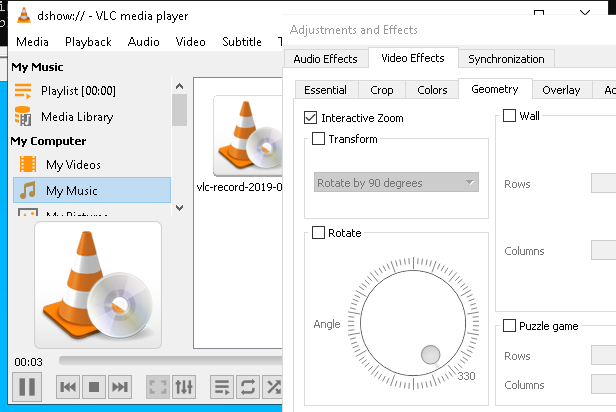 dshow:// - VLC media player
Media Playback Audio Video Subtitle
My Music
Playlist [00:00]
Media Library
My Computer
My Videos
My Music
My Pictures
vlc-record-2019-0
00:03
Adjustments and Effects
Audio Effects Video Effects Synchronization
Essential Crop Colors Geometry Overlay
Interactive Zoom
Transform
Rotate by 90 degrees
Rotate
Angle
330
Wall
Rows
Columns
Puzzle game
Rows
Columns